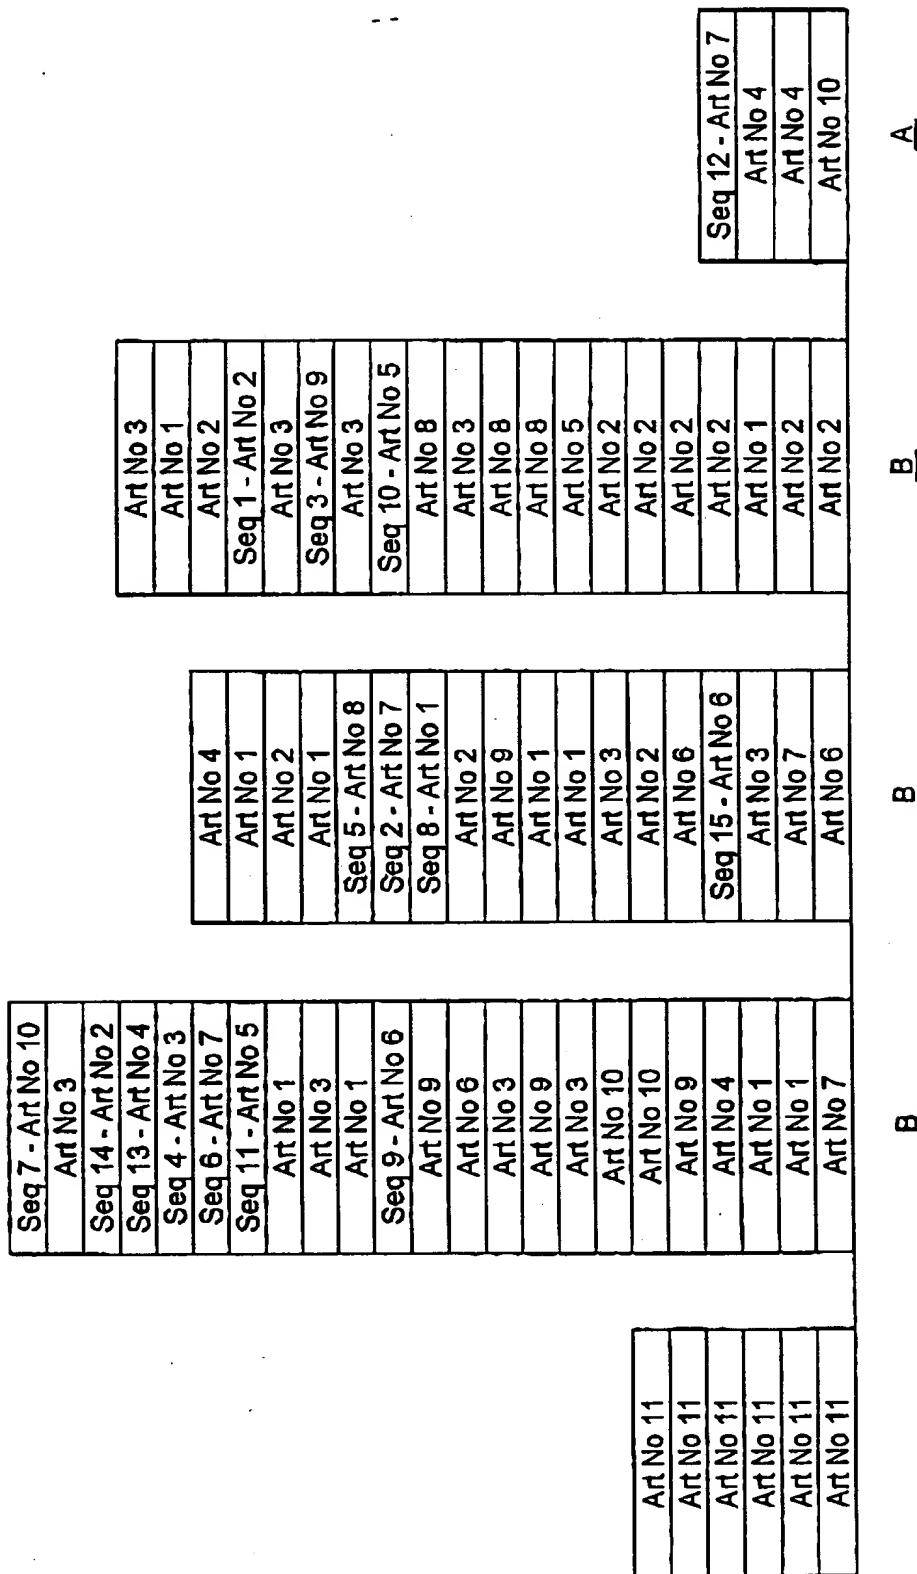 Art No 11
Art No 11
Art No 11
Art No 11
Art No 11
Art No 11
Seq 7 - Art No 10
Art No 3
Seq 14 - Art No 2
Seq 13 - Art No 4
Seq 4 - Art No 3
Seq 6 - Art No 7
Seq 11 - Art No 5
Art No 1
Art No 3
Art No 1
Seq 9 - Art No 6
Art No 9
Art No 6
Art No 3
Art No 9
Art No 3
Art No 10
Art No 10
Art No 9
Art No 4
Art No 1
Art No 1
Art No 7
B
Art No 4
Art No 1
Art No 2
Art No 1
Seq 5 - Art No 8
Seq 2 - Art No 7
Seq 8 - Art No 1
Art No 2
Art No 9
Art No 1
Art No 1
Art No 3
Art No 2
Art No 6
Seq 15 - Art No 6
Art No 3
Art No 7
Art No 6
B
Art No 3
Art No 1
Art No 2
Seq 1 - Art No 2
Art No 3
Seq 3 - Art No 9
Art No 3
Seq 10 - Art No 5
Art No 8
Art No 3
Art No 8
Art No 8
Art No 5
Art No 2
Art No 2
Art No 2
Art No 2
Art No 1
Art No 2
Art No 2
B
Seq 12 - Art No 7
Art No 4
Art No 4
Art No 10
A